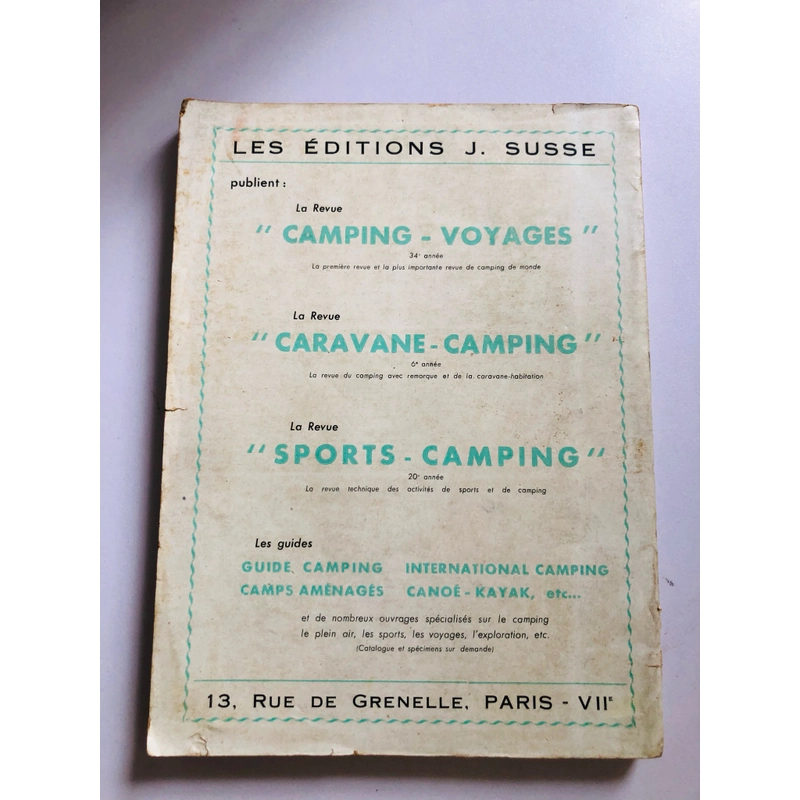 LES ÉDITIONS J. SUSSE
publient :
La Revue
" CAMPING - VOYAGES "
34e année
La première revue et la plus importante revue de camping de monde
La Revue
" CARAVANE - CAMPING "
6e année
La revue du camping avec remorque et de la caravane-habitation
La Revue
" SPORTS - CAMPING "
20e année
La revue technique des activités de sports et de camping
Les guides
GUIDE CAMPING INTERNATIONAL CAMPING
CAMPS AMÉNAGÉS CANOÉ - KAYAK, etc...
et de nombreux ouvrages spécialisés sur le camping
le plein air, les sports, les voyages, l'exploration, etc.
(Catalogue et spécimens sur demande)
13, RUE DE GRENELLE, PARIS - VIIE